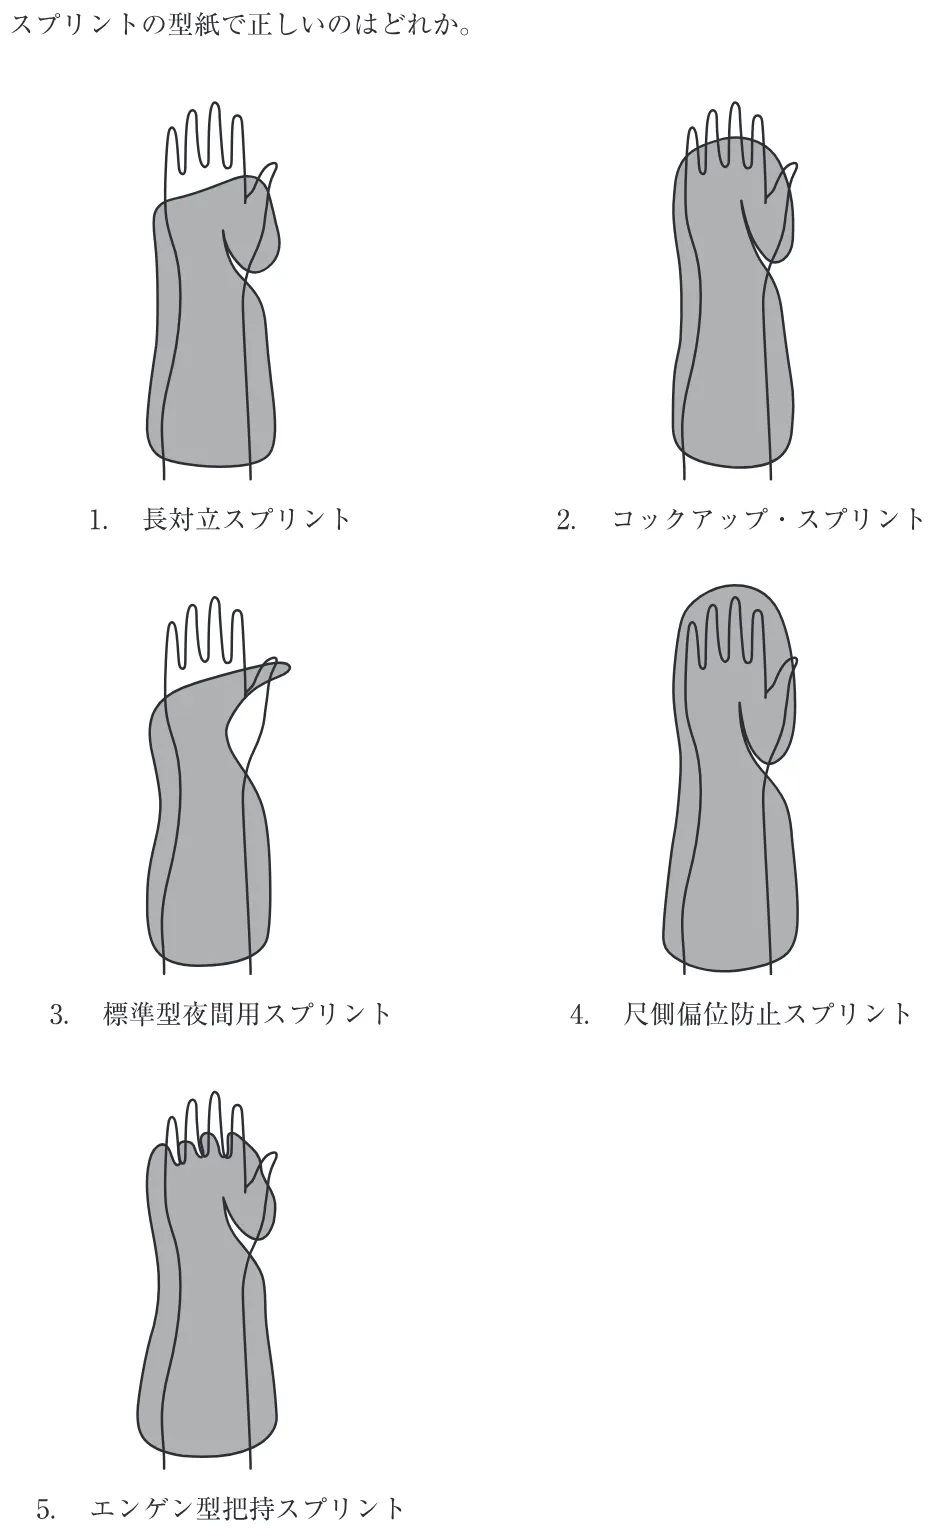 スプリントの型紙で正しいのはどれか。
1. 長対立スプリント
2. コックアップ・スプリント
3. 標準型夜間用スプリント
4. 尺側偏位防止スプリント
5. エンゲン型把持スプリント